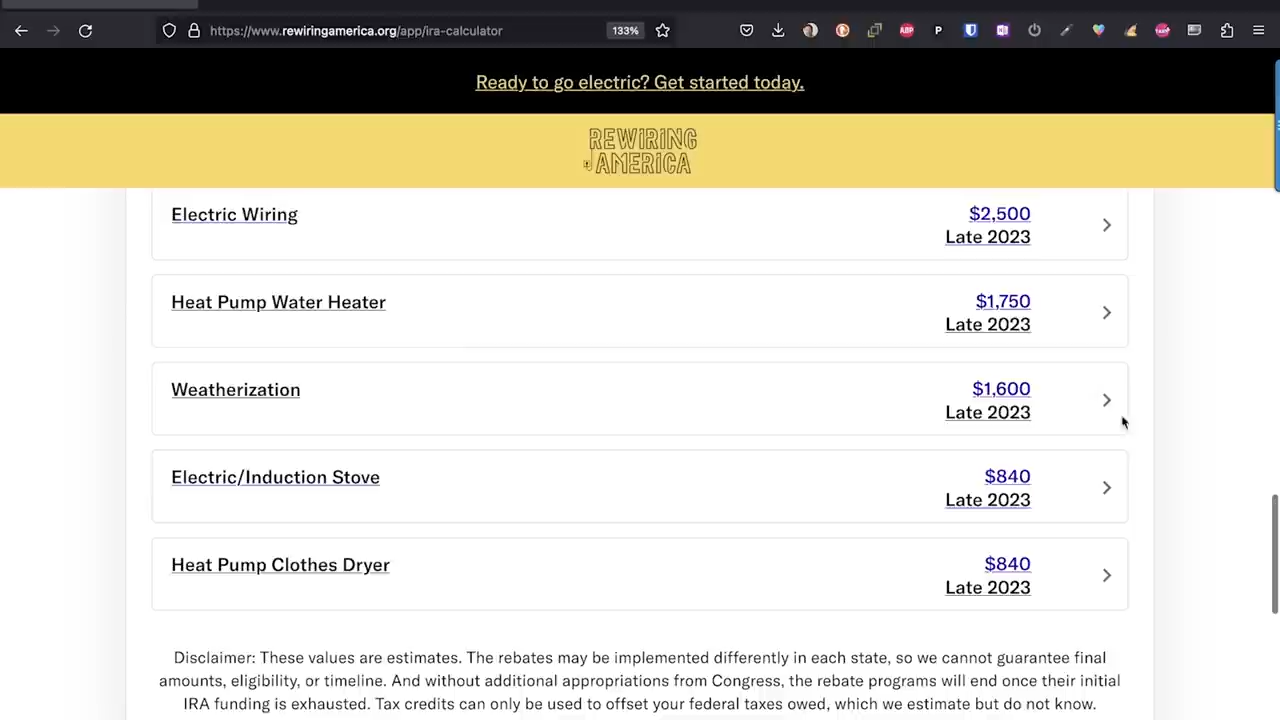 https://www.rewiringamerica.org/app/ira-calculator
133%
ABP
P
Ready to go electric? Get started today.
REWIRING
AMERICA
Electric Wiring
$2,500
Late 2023
Heat Pump Water Heater
$1,750
Late 2023
Weatherization
$1,600
Late 2023
Electric/Induction Stove
$840
Late 2023
Heat Pump Clothes Dryer
$840
Late 2023
Disclaimer: These values are estimates. The rebates may be implemented differently in each state, so we cannot guarantee final
amounts, eligibility, or timeline. And without additional appropriations from Congress, the rebate programs will end once their initial
IRA funding is exhausted. Tax credits can only be used to offset your federal taxes owed, which we estimate but do not know.